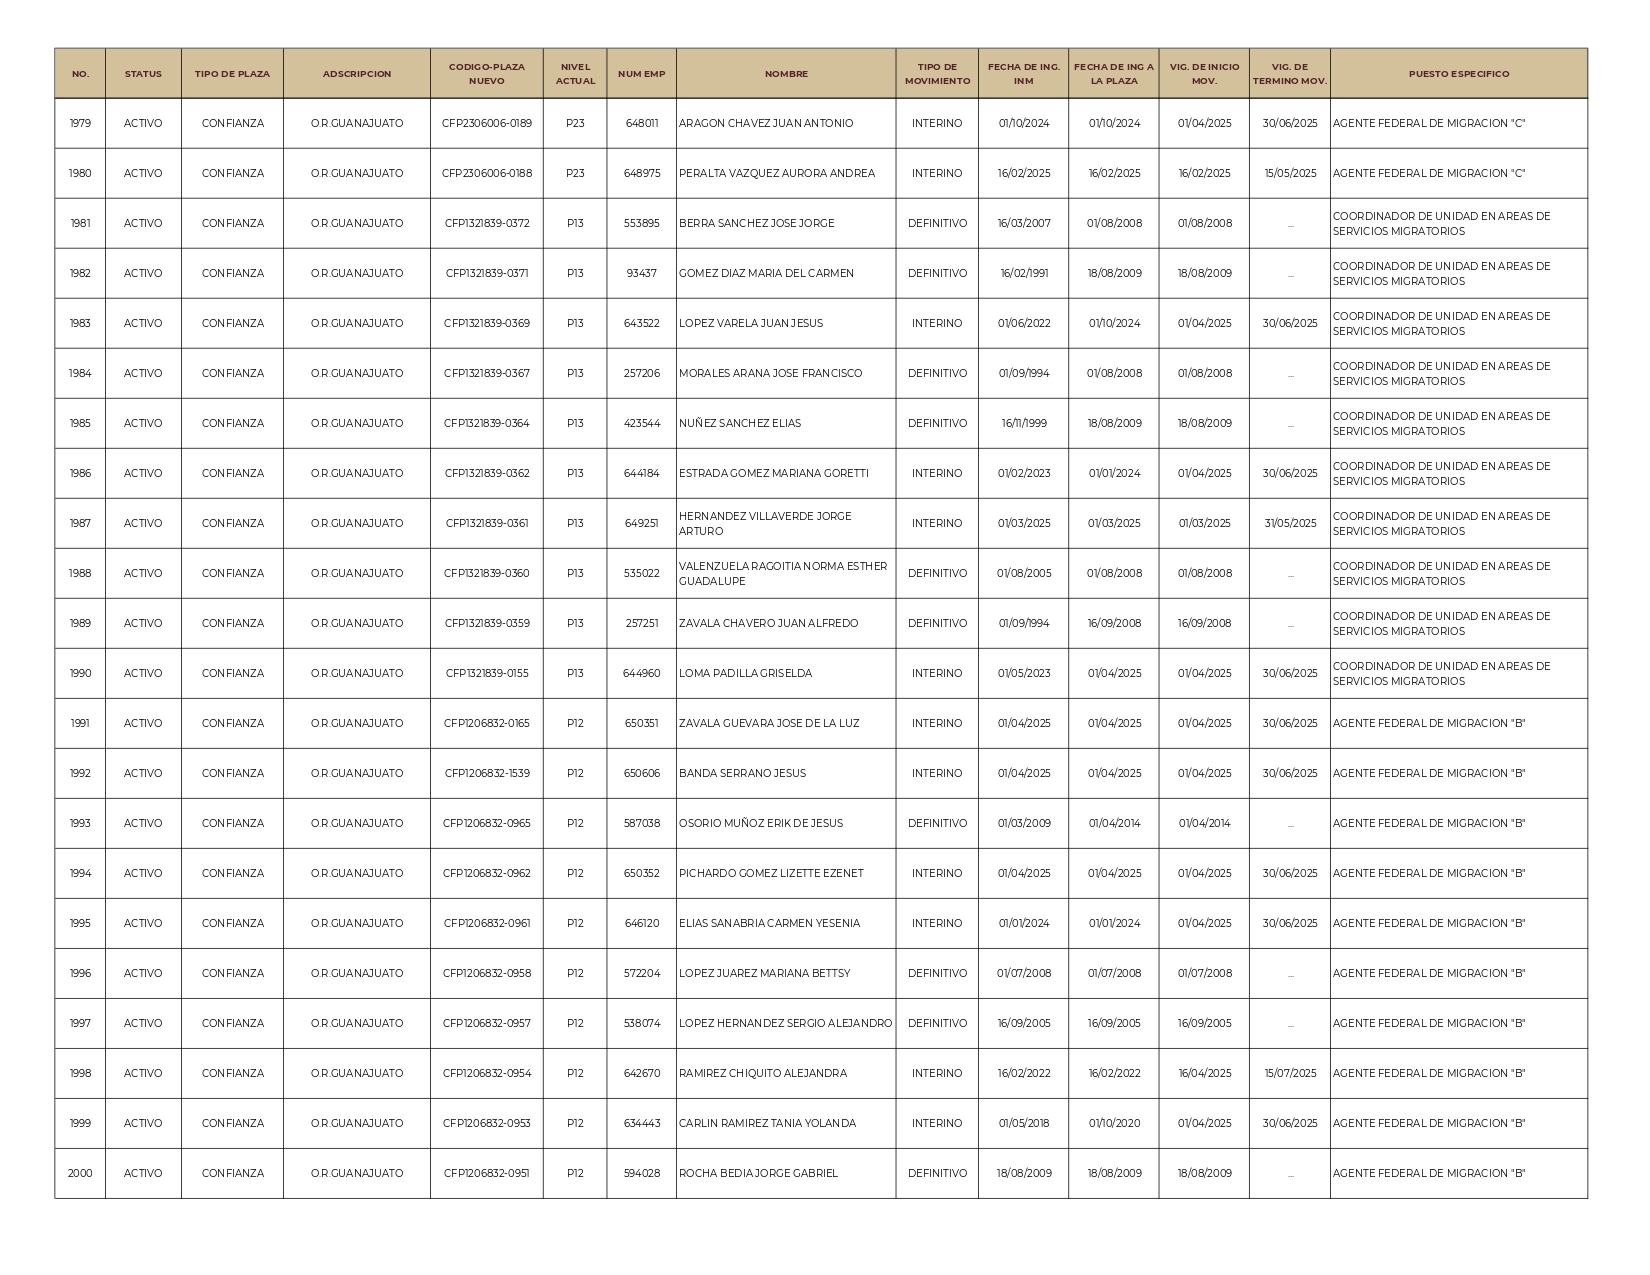 NO. STATUS TIPO DE PLAZA ADSCRIPCION CODIGO-PLAZA NUEVO NIVEL ACTUAL NUM EMP NOMBRE TIPO DE MOVIMIENTO FECHA DE ING. INM FECHA DE ING A LA PLAZA VIG. DE INICIO MOV. VIG. DE TERMINO MOV. PUESTO ESPECIFICO
1979 ACTIVO CONFIANZA O.R.GUANAJUATO CFP2306006-0189 P23 648011 ARAGON CHAVEZ JUAN ANTONIO INTERINO 01/10/2024 01/10/2024 01/04/2025 30/06/2025 AGENTE FEDERAL DE MIGRACION "C"
1980 ACTIVO CONFIANZA O.R.GUANAJUATO CFP2306006-0188 P23 648975 PERALTA VAZQUEZ AURORA ANDREA INTERINO 16/02/2025 16/02/2025 16/02/2025 15/05/2025 AGENTE FEDERAL DE MIGRACION "C"
1981 ACTIVO CONFIANZA O.R.GUANAJUATO CFP1321839-0372 P13 553895 BERRA SANCHEZ JOSE JORGE DEFINITIVO 16/03/2007 01/08/2008 01/08/2008 ... COORDINADOR DE UNIDAD EN AREAS DE SERVICIOS MIGRATORIOS
1982 ACTIVO CONFIANZA O.R.GUANAJUATO CFP1321839-0371 P13 93437 GOMEZ DIAZ MARIA DEL CARMEN DEFINITIVO 16/02/1991 18/08/2009 18/08/2009 ... COORDINADOR DE UNIDAD EN AREAS DE SERVICIOS MIGRATORIOS
1983 ACTIVO CONFIANZA O.R.GUANAJUATO CFP1321839-0369 P13 643522 LOPEZ VARELA JUAN JESUS INTERINO 01/06/2022 01/10/2024 01/04/2025 30/06/2025 COORDINADOR DE UNIDAD EN AREAS DE SERVICIOS MIGRATORIOS
1984 ACTIVO CONFIANZA O.R.GUANAJUATO CFP1321839-0367 P13 257206 MORALES ARANA JOSE FRANCISCO DEFINITIVO 01/09/1994 01/08/2008 01/08/2008 ... COORDINADOR DE UNIDAD EN AREAS DE SERVICIOS MIGRATORIOS
1985 ACTIVO CONFIANZA O.R.GUANAJUATO CFP1321839-0364 P13 423544 NUÑEZ SANCHEZ ELIAS DEFINITIVO 16/11/1999 18/08/2009 18/08/2009 ... COORDINADOR DE UNIDAD EN AREAS DE SERVICIOS MIGRATORIOS
1986 ACTIVO CONFIANZA O.R.GUANAJUATO CFP1321839-0362 P13 644184 ESTRADA GOMEZ MARIANA GORETTI INTERINO 01/02/2023 01/01/2024 01/04/2025 30/06/2025 COORDINADOR DE UNIDAD EN AREAS DE SERVICIOS MIGRATORIOS
1987 ACTIVO CONFIANZA O.R.GUANAJUATO CFP1321839-0361 P13 649251 HERNANDEZ VILLAVERDE JORGE ARTURO INTERINO 01/03/2025 01/03/2025 01/03/2025 31/05/2025 COORDINADOR DE UNIDAD EN AREAS DE SERVICIOS MIGRATORIOS
1988 ACTIVO CONFIANZA O.R.GUANAJUATO CFP1321839-0360 P13 535022 VALENZUELA RAGOITIA NORMA ESTHER GUADALUPE DEFINITIVO 01/08/2005 01/08/2008 01/08/2008 ... COORDINADOR DE UNIDAD EN AREAS DE SERVICIOS MIGRATORIOS
1989 ACTIVO CONFIANZA O.R.GUANAJUATO CFP1321839-0359 P13 257251 ZAVALA CHAVERO JUAN ALFREDO DEFINITIVO 01/09/1994 16/09/2008 16/09/2008 ... COORDINADOR DE UNIDAD EN AREAS DE SERVICIOS MIGRATORIOS
1990 ACTIVO CONFIANZA O.R.GUANAJUATO CFP1321839-0155 P13 644960 LOMA PADILLA GRISELDA INTERINO 01/05/2023 01/04/2025 01/04/2025 30/06/2025 COORDINADOR DE UNIDAD EN AREAS DE SERVICIOS MIGRATORIOS
1991 ACTIVO CONFIANZA O.R.GUANAJUATO CFP1206832-0165 P12 650351 ZAVALA GUEVARA JOSE DE LA LUZ INTERINO 01/04/2025 01/04/2025 01/04/2025 30/06/2025 AGENTE FEDERAL DE MIGRACION "B"
1992 ACTIVO CONFIANZA O.R.GUANAJUATO CFP1206832-1539 P12 650606 BANDA SERRANO JESUS INTERINO 01/04/2025 01/04/2025 01/04/2025 30/06/2025 AGENTE FEDERAL DE MIGRACION "B"
1993 ACTIVO CONFIANZA O.R.GUANAJUATO CFP1206832-0965 P12 587038 OSORIO MUÑOZ ERIK DE JESUS DEFINITIVO 01/03/2009 01/04/2014 01/04/2014 ... AGENTE FEDERAL DE MIGRACION "B"
1994 ACTIVO CONFIANZA O.R.GUANAJUATO CFP1206832-0962 P12 650352 PICHARDO GOMEZ LIZETTE EZENET INTERINO 01/04/2025 01/04/2025 01/04/2025 30/06/2025 AGENTE FEDERAL DE MIGRACION "B"
1995 ACTIVO CONFIANZA O.R.GUANAJUATO CFP1206832-0961 P12 646120 ELIAS SANABRIA CARMEN YESENIA INTERINO 01/01/2024 01/01/2024 01/04/2025 30/06/2025 AGENTE FEDERAL DE MIGRACION "B"
1996 ACTIVO CONFIANZA O.R.GUANAJUATO CFP1206832-0958 P12 572204 LOPEZ JUAREZ MARIANA BETTSY DEFINITIVO 01/07/2008 01/07/2008 01/07/2008 ... AGENTE FEDERAL DE MIGRACION "B"
1997 ACTIVO CONFIANZA O.R.GUANAJUATO CFP1206832-0957 P12 538074 LOPEZ HERNANDEZ SERGIO ALEJANDRO DEFINITIVO 16/09/2005 16/09/2005 16/09/2005 ... AGENTE FEDERAL DE MIGRACION "B"
1998 ACTIVO CONFIANZA O.R.GUANAJUATO CFP1206832-0954 P12 642670 RAMIREZ CHIQUITO ALEJANDRA INTERINO 16/02/2022 16/02/2022 16/04/2025 15/07/2025 AGENTE FEDERAL DE MIGRACION "B"
1999 ACTIVO CONFIANZA O.R.GUANAJUATO CFP1206832-0953 P12 634443 CARLIN RAMIREZ TANIA YOLANDA INTERINO 01/05/2018 01/10/2020 01/04/2025 30/06/2025 AGENTE FEDERAL DE MIGRACION "B"
2000 ACTIVO CONFIANZA O.R.GUANAJUATO CFP1206832-0951 P12 594028 ROCHA BEDIA JORGE GABRIEL DEFINITIVO 18/08/2009 18/08/2009 18/08/2009 ... AGENTE FEDERAL DE MIGRACION "B"